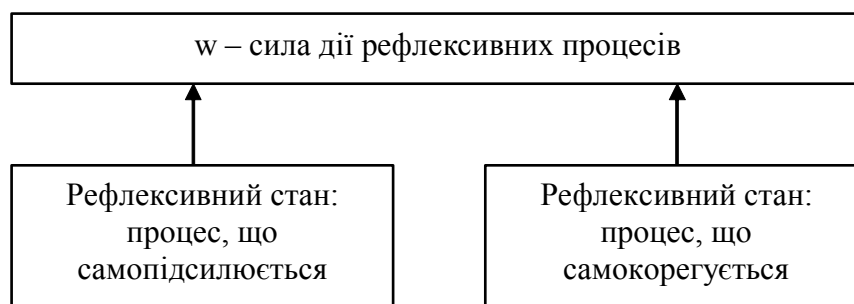 w – сила дії рефлексивних процесів
Рефлексивний стан:
процес, що
самопідсилюється
Рефлексивний стан:
процес, що
самокорегується